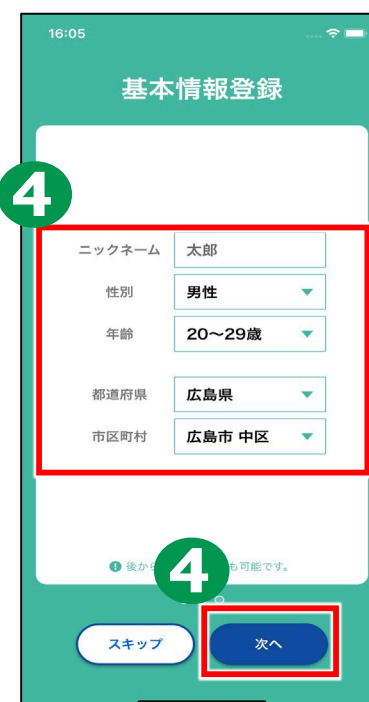 16:05
基本情報登録
4
ニックネーム 太郎
性別 男性
年齢 20〜29歳
都道府県 広島県
市区町村 広島市 中区
後から
4
も可能です。
スキップ
次へ